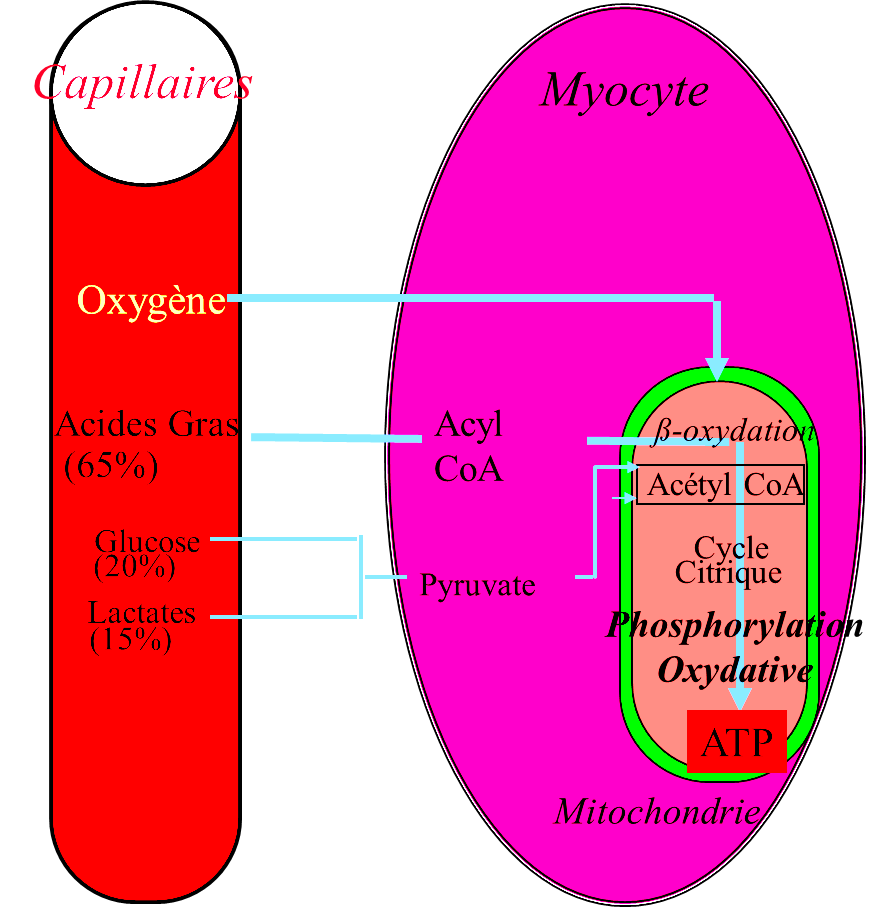 Capillaires
Myocyte
Oxygène
Acides Gras
(65%)
Acyl
CoA
ß-oxydation
Acétyl CoA
Glucose
(20%)
Lactates
(15%)
Pyruvate
Cycle
Citrique
Phosphorylation
Oxydative
ATP
Mitochondrie